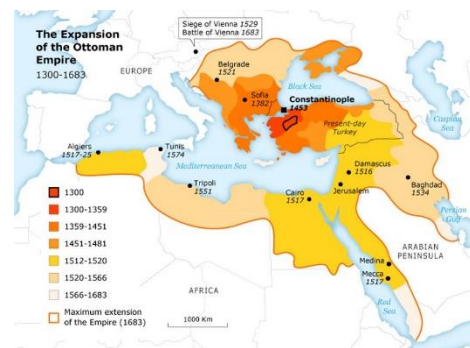 The Expansion
of the Ottoman
Empire
1300-1683
Siege of Vienna 1529
Battle of Vienna 1683
EUROPE
Belgrade
1521
Sofia
1382
Black Sea
Constantinople
1453
Caspian
Sea
Present-day
Turkey
Algiers
1517-25
Tunis
1574
Mediterranean Sea
Tripoli
1551
Damascus
1516
Cairo
1517
Jerusalem
Baghdad
1534
Persian
Gulf
1300
1300-1359
1359-1451
1451-1481
1512-1520
1520-1566
1566-1683
Maximum extension
of the Empire (1683)
AFRICA
1000 Km
ARABIAN
PENINSULA
Medina
Mecca
1517
Red
Sea